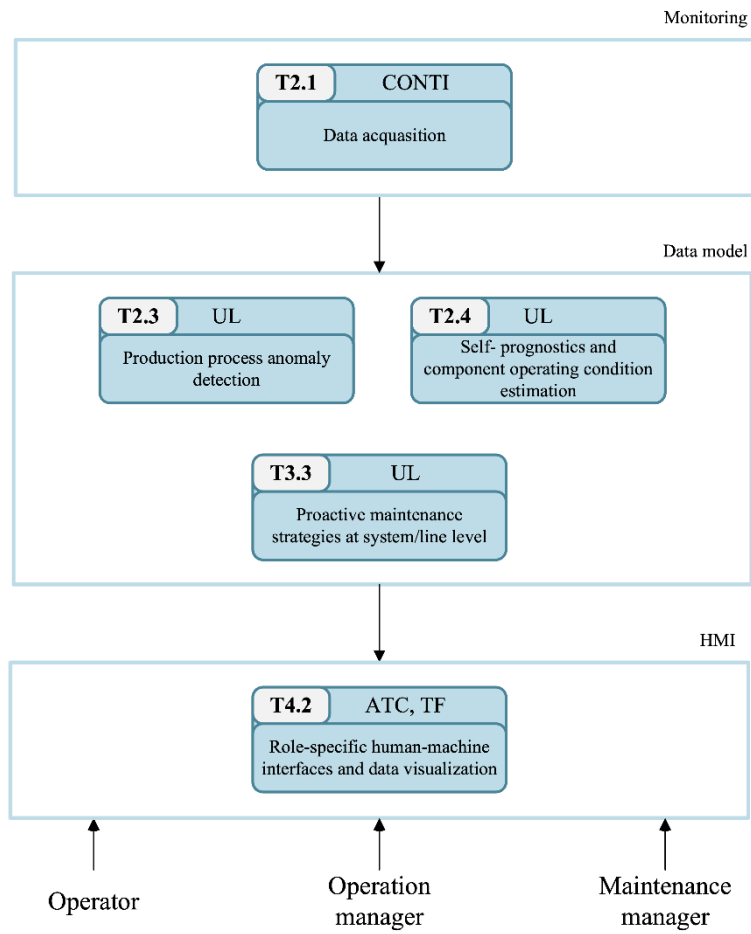 Monitoring
T2.1 CONTI
Data acquasition
Data model
T2.3 UL
Production process anomaly
detection
T2.4 UL
Self- prognostics and
component operating condition
estimation
T3.3 UL
Proactive maintenance
strategies at system/line level
HMI
T4.2 ATC, TF
Role-specific human-machine
interfaces and data visualization
Operator
Operation
manager
Maintenance
manager